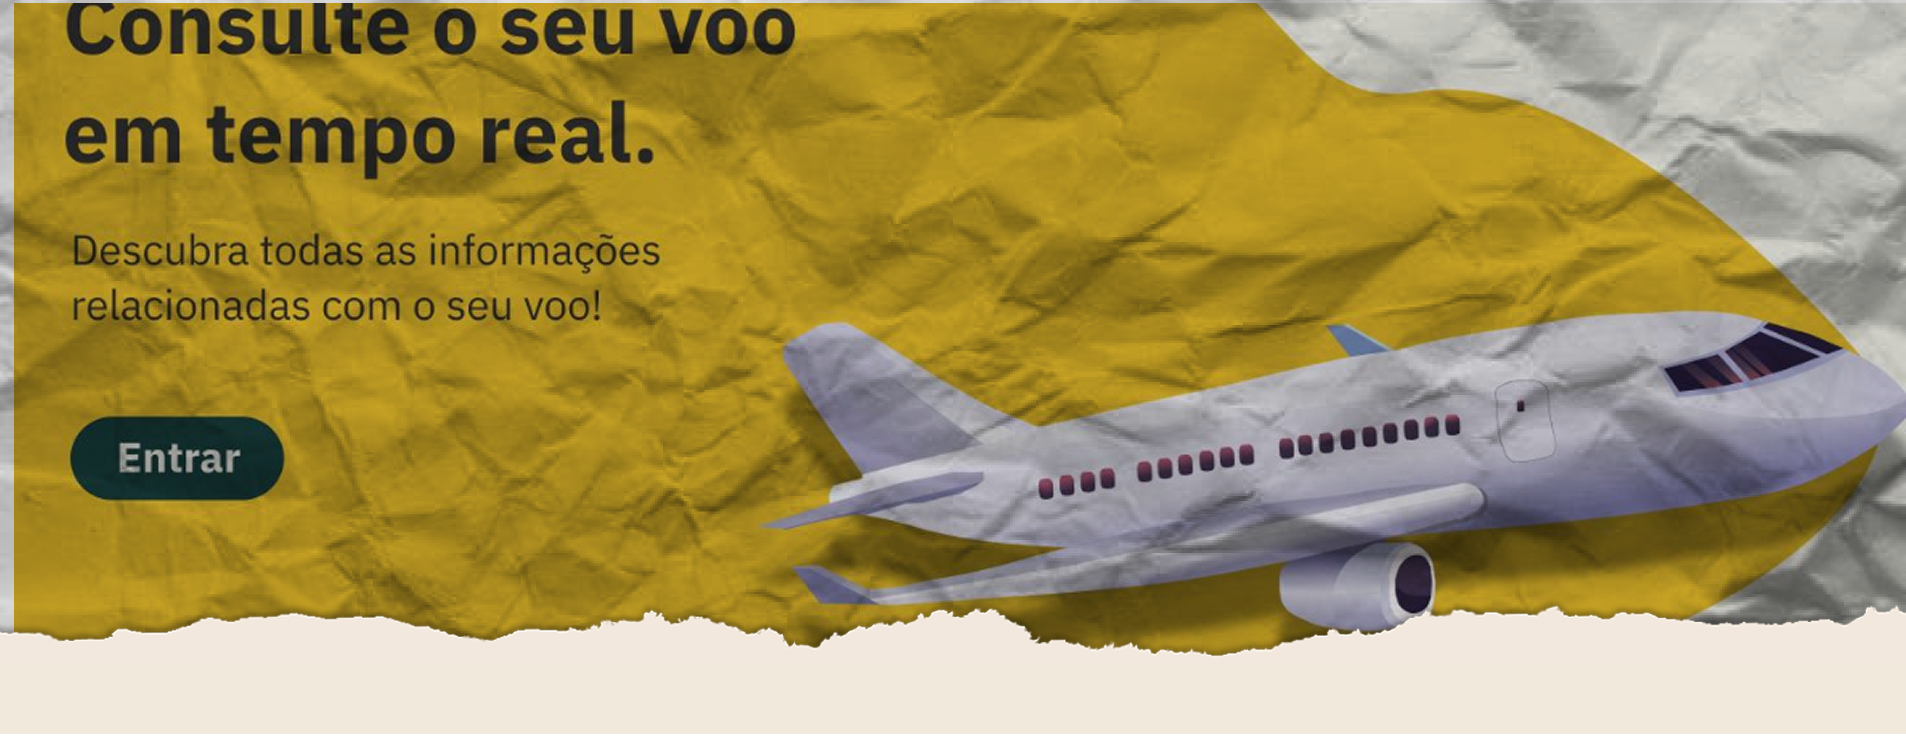 Consulte o seu voo
em tempo real.
Descubra todas as informações
relacionadas com o seu voo!
Entrar